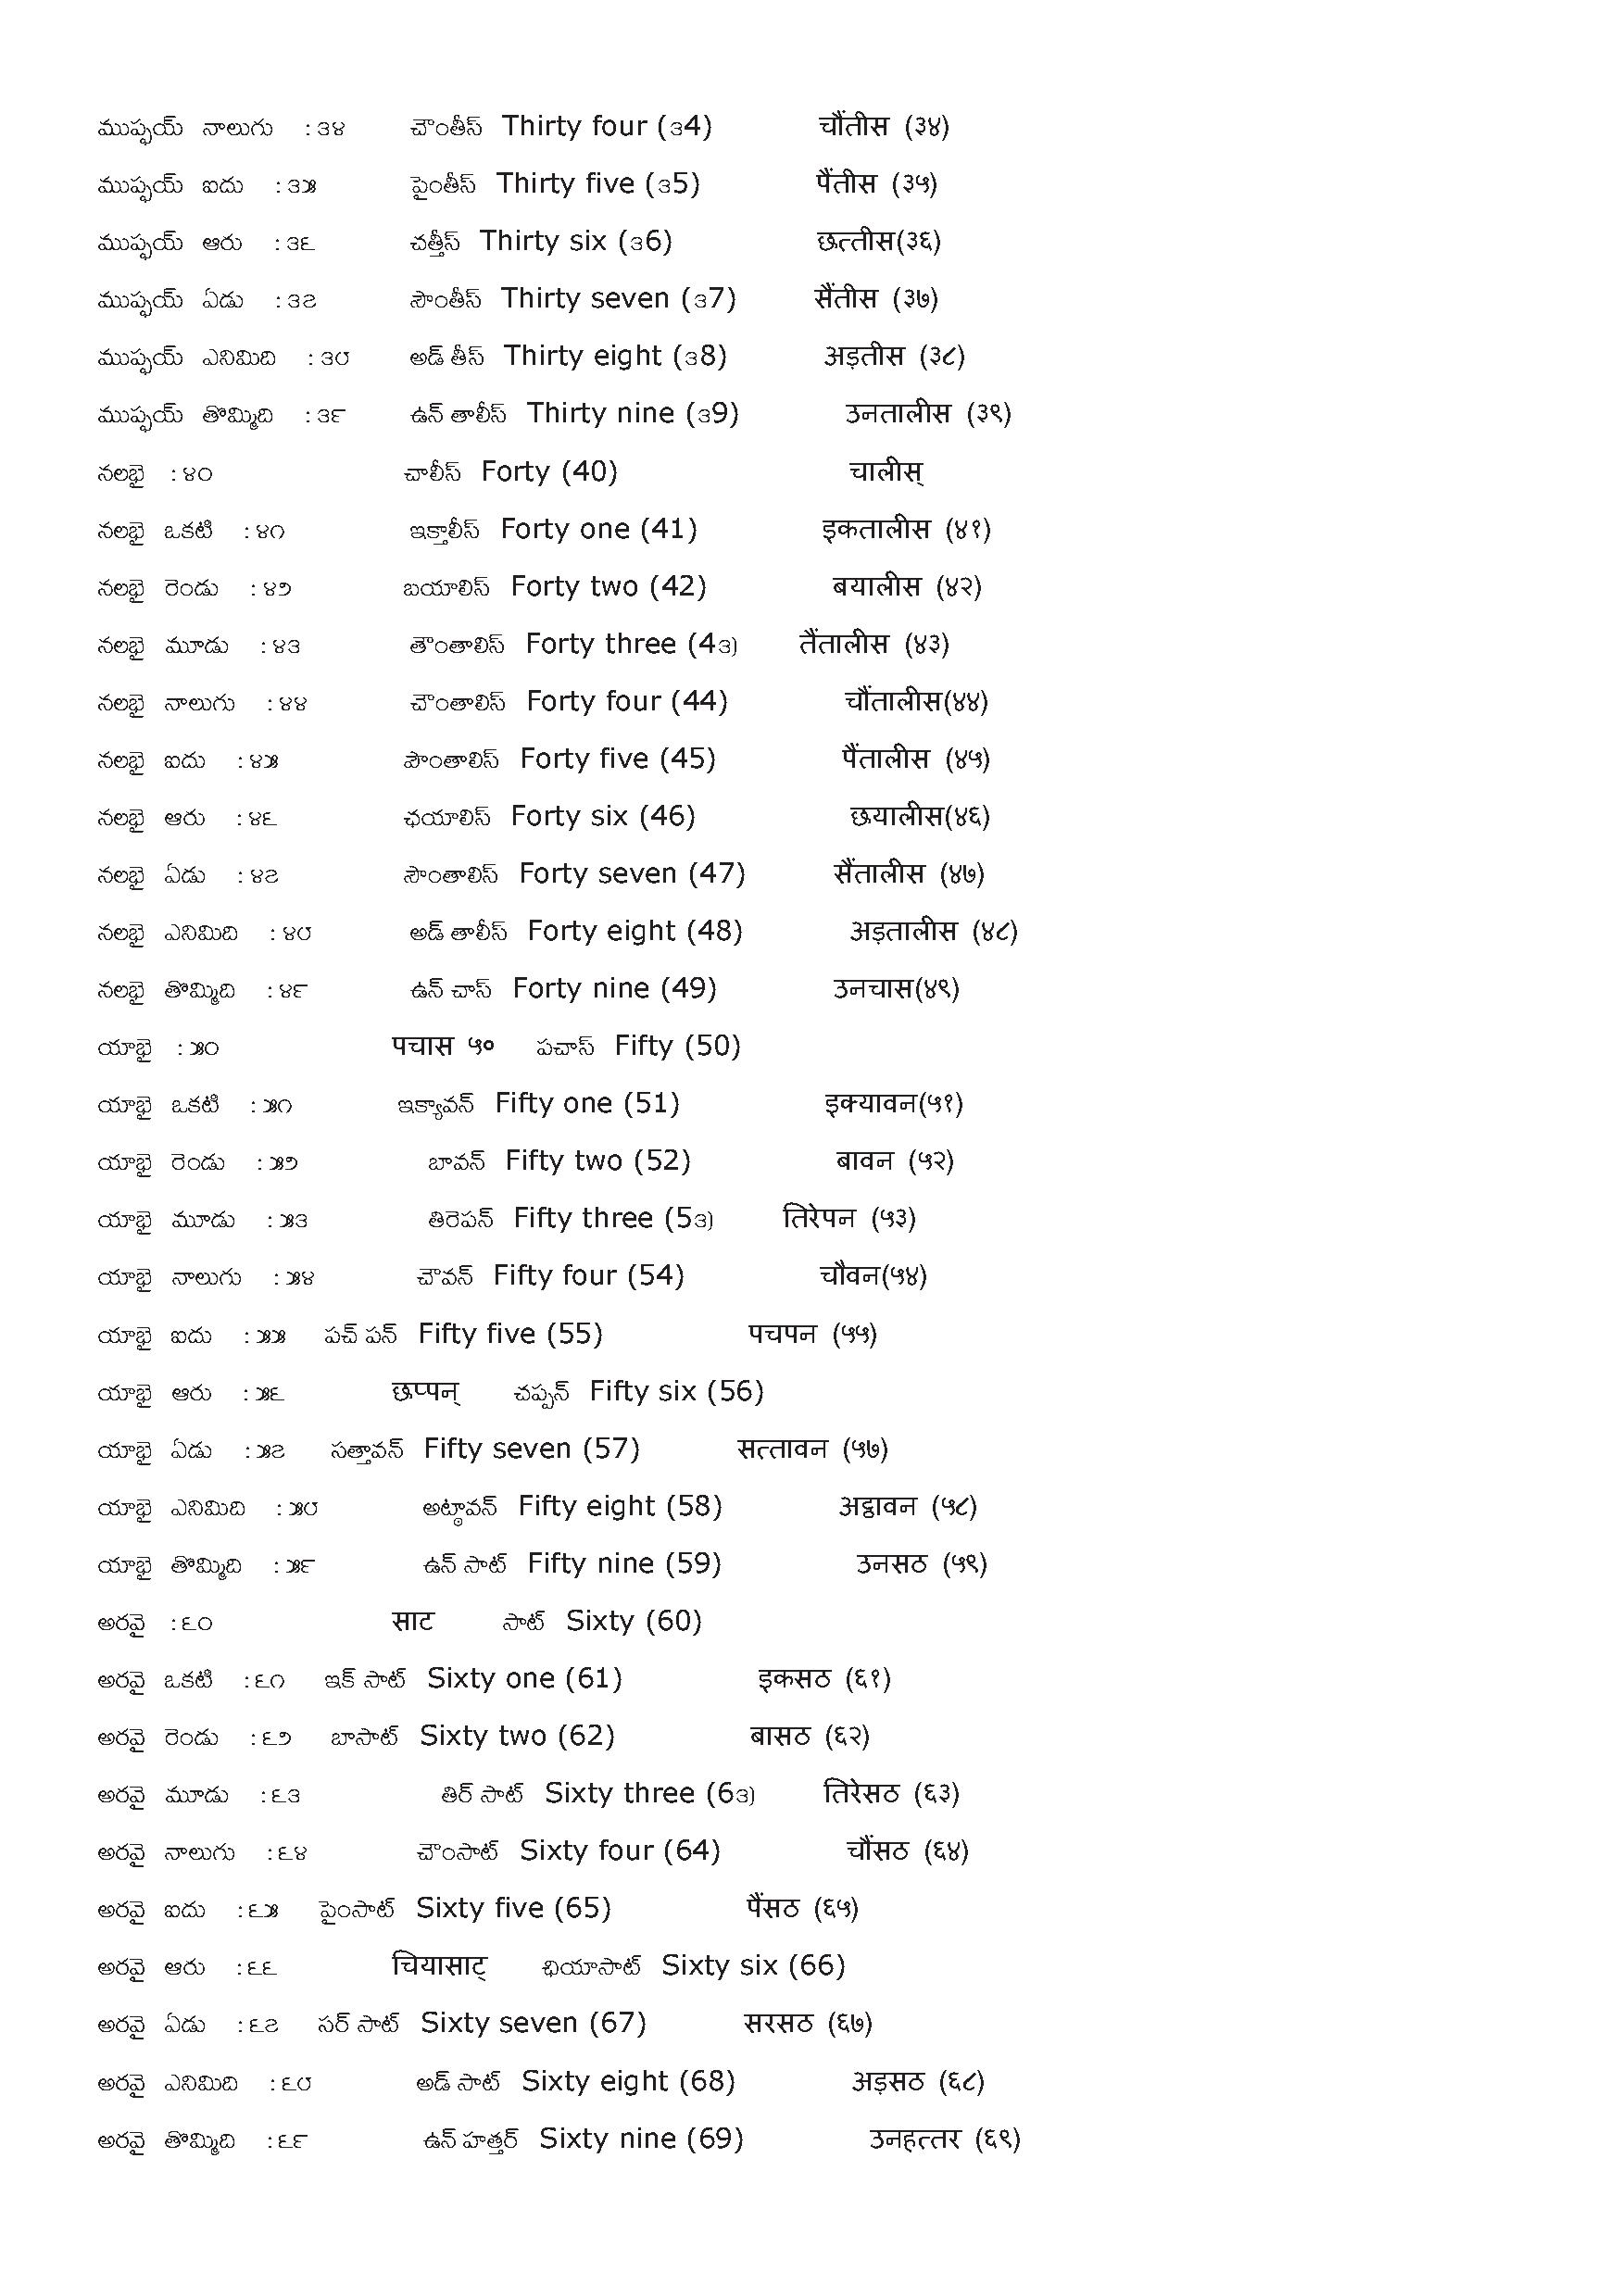 ముప్ఫయ్ నాలుగు :౩౪ చౌంతీస్ Thirty four (౩4) चौंतीस (३४)
ముప్ఫయ్ ఐదు :౩౫ పైంతీస్ Thirty five (౩5) पैंतीस (३५)
ముప్ఫయ్ ఆరు :౩౬ చత్తీస్ Thirty six (౩6) छत्तीस(३६)
ముప్ఫయ్ ఏడు :౩౭ సౌంతీస్ Thirty seven (౩7) सैंतीस (३७)
ముప్ఫయ్ ఎనిమిది :౩౮ అడ్ తీస్ Thirty eight (౩8) अड़तीस (३८)
ముప్ఫయ్ తొమ్మిది :౩౯ ఉన్ తాలీస్ Thirty nine (౩9) उनतालीस (३९)
నలభై :౪౦ చాలీస్ Forty (40) चालीस्
నలభై ఒకటి :౪౧ ఇక్తాలీస్ Forty one (41) इकतालीस (४१)
నలభై రెండు :౪౨ బయాలిస్ Forty two (42) बयालीस (४२)
నలభై మూడు :౪౩ తౌంతాలిస్ Forty three (4౩) तैंतालीस (४३)
నలభై నాలుగు :౪౪ చౌంతాలిస్ Forty four (44) चौंतालीस(४४)
నలభై ఐదు :౪౫ పౌంతాలిస్ Forty five (45) पैंतालीस (४५)
నలభై ఆరు :౪౬ ఛయాలిస్ Forty six (46) छयालीस(४६)
నలభై ఏడు :౪౭ సౌంతాలిస్ Forty seven (47) सैंतालीस (४७)
నలభై ఎనిమిది :౪౮ అడ్ తాలీస్ Forty eight (48) अड़तालीस (४८)
నలభై తొమ్మిది :౪౯ ఉన్ చాస్ Forty nine (49) उनचास(४९)
యాభై :౫౦ पचास ५० పచాస్ Fifty (50)
యాభై ఒకటి :౫౧ ఇక్యావన్ Fifty one (51) इक्यावन(५१)
యాభై రెండు :౫౨ బావన్ Fifty two (52) बावन (५२)
యాభై మూడు :౫౩ తిరెపన్ Fifty three (5౩) तिरेपन (५३)
యాభై నాలుగు :౫౪ చౌవన్ Fifty four (54) चौवन(५४)
యాభై ఐదు :౫౫ పచ్ పన్ Fifty five (55) पचपन (५५)
యాభై ఆరు :౫౬ छप्पन् చప్పన్ Fifty six (56)
యాభై ఏడు :౫౭ సత్తావన్ Fifty seven (57) सत्तावन (५७)
యాభై ఎనిమిది :౫౮ అట్ఠావన్ Fifty eight (58) अट्ठावन (५८)
యాభై తొమ్మిది :౫౯ ఉన్ సాట్ Fifty nine (59) उनसठ (५९)
అరవై :౬౦ साट సాట్ Sixty (60)
అరవై ఒకటి :౬౧ ఇక్ సాట్ Sixty one (61) इकसठ (६१)
అరవై రెండు :౬౨ బాసాట్ Sixty two (62) बासठ (६२)
అరవై మూడు :౬౩ తిర్ సాట్ Sixty three (6౩) तिरेसठ (६३)
అరవై నాలుగు :౬౪ చౌంసాట్ Sixty four (64) चौंसठ (६४)
అరవై ఐదు :౬౫ పైంసాట్ Sixty five (65) पैंसठ (६५)
అరవై ఆరు :౬౬ चियासाट् ఛియాసాట్ Sixty six (66)
అరవై ఏడు :౬౭ సర్ సాట్ Sixty seven (67) सरसठ (६७)
అరవై ఎనిమిది :౬౮ అడ్ సాట్ Sixty eight (68) अड़सठ (६८)
అరవై తొమ్మిది :౬౯ ఉన్ హత్తర్ Sixty nine (69) उनहत्तर (६९)